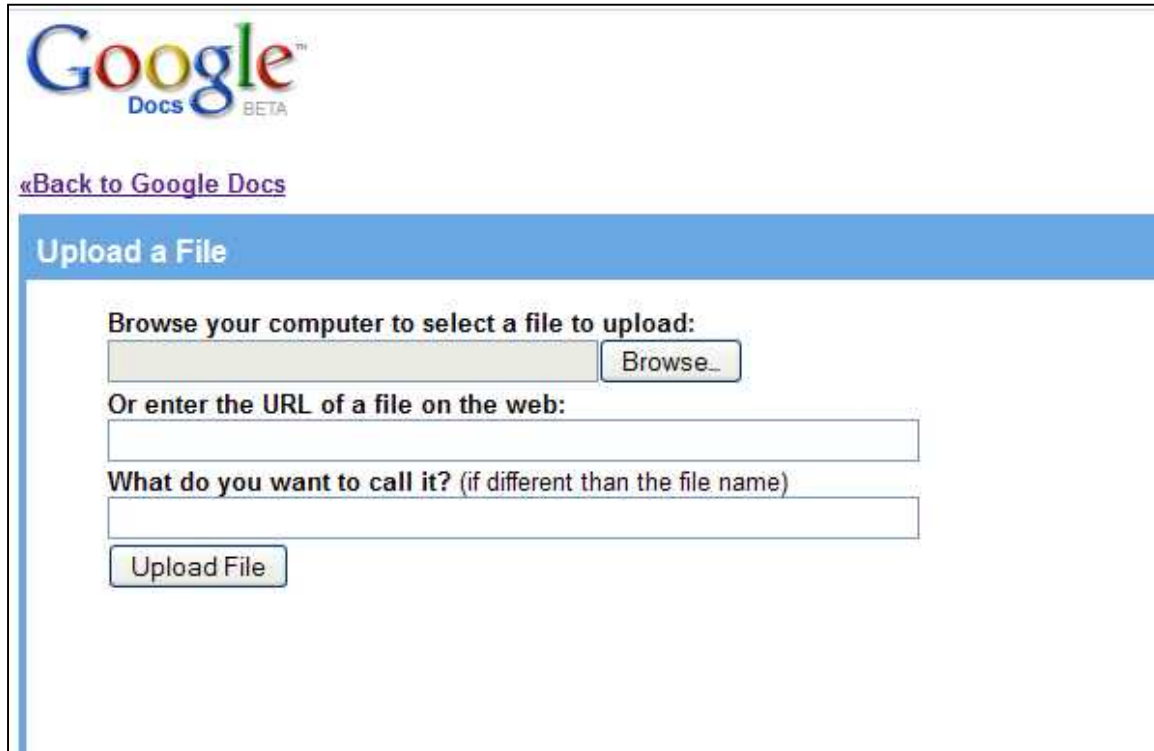 Google™
Docs BETA
«Back to Google Docs
Upload a File
Browse your computer to select a file to upload:
Browse...
Or enter the URL of a file on the web:
What do you want to call it? (if different than the file name)
Upload File